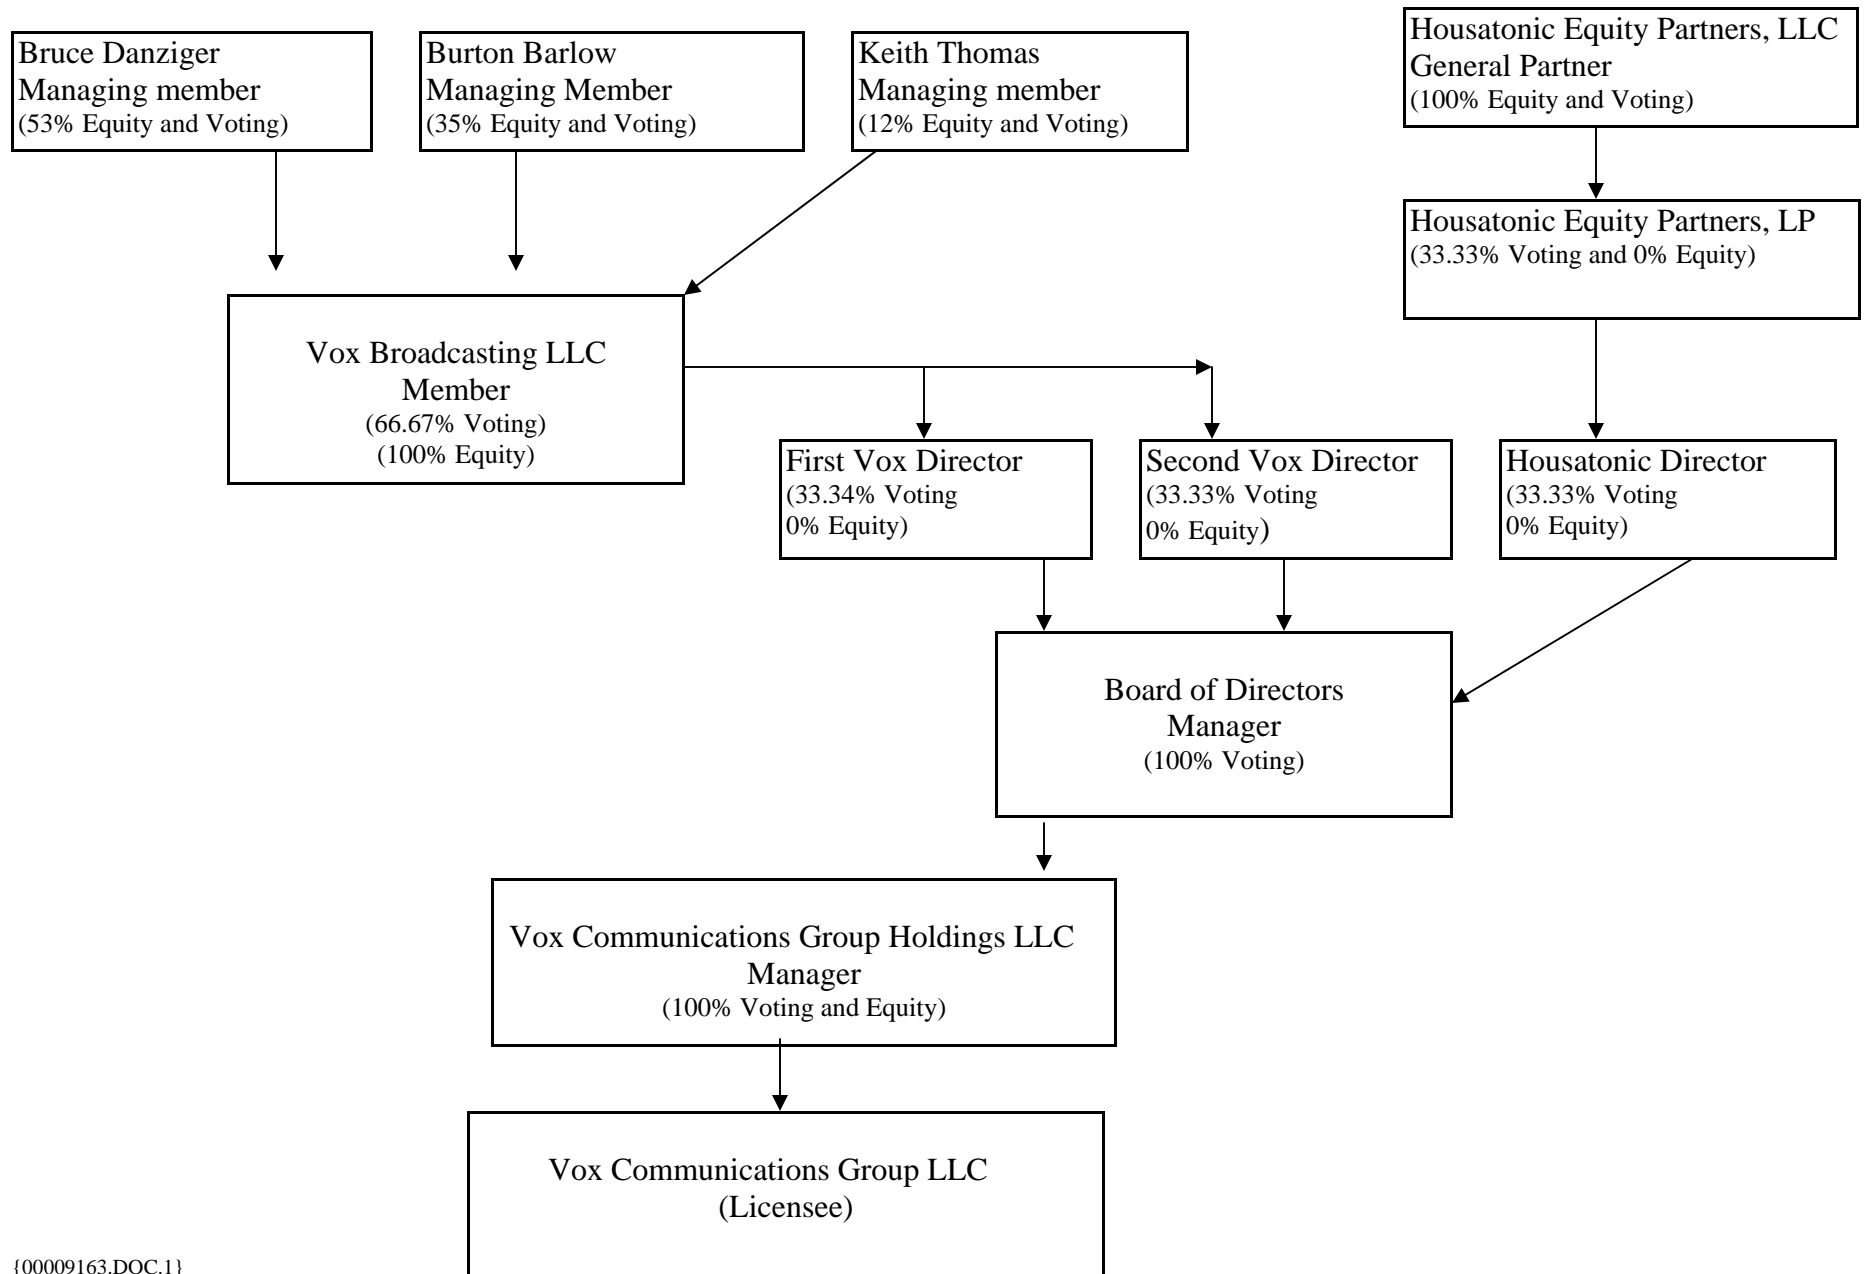 Bruce Danziger
Managing member
(53% Equity and Voting)
Burton Barlow
Managing Member
(35% Equity and Voting)
Keith Thomas
Managing member
(12% Equity and Voting)
Housatonic Equity Partners, LLC
General Partner
(100% Equity and Voting)
Housatonic Equity Partners, LP
(33.33% Voting and 0% Equity)
Vox Broadcasting LLC
Member
(66.67% Voting)
(100% Equity)
First Vox Director
(33.34% Voting
0% Equity)
Second Vox Director
(33.33% Voting
0% Equity)
Housatonic Director
(33.33% Voting
0% Equity)
Board of Directors
Manager
(100% Voting)
Vox Communications Group Holdings LLC
Manager
(100% Voting and Equity)
Vox Communications Group LLC
(Licensee)
{00009163.DOC.1}